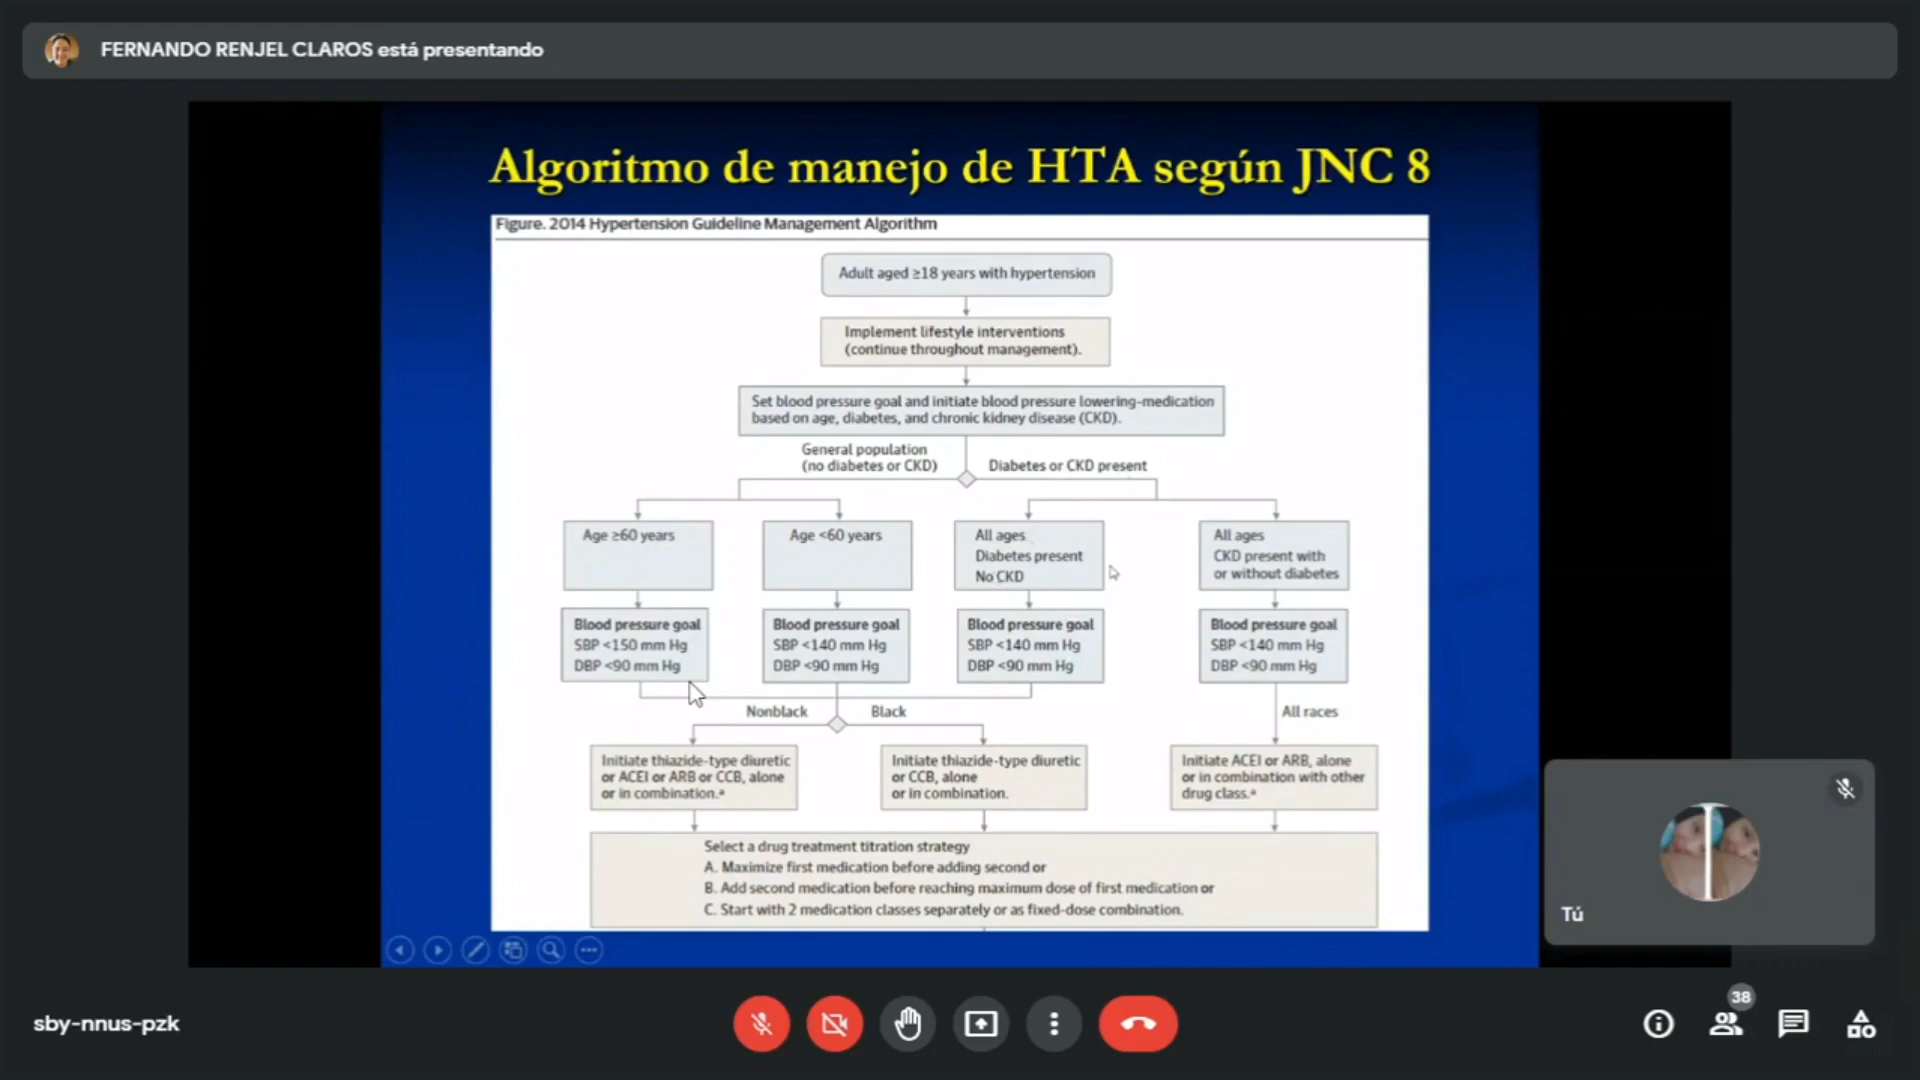 FERNANDO RENJEL CLAROS está presentando
Algoritmo de manejo de HTA según JNC 8
Figure. 2014 Hypertension Guideline Management Algorithm
Adult aged ≥18 years with hypertension
Implement lifestyle interventions
(continue throughout management).
Set blood pressure goal and initiate blood pressure lowering-medication
based on age, diabetes, and chronic kidney disease (CKD).
General population
(no diabetes or CKD)
Diabetes or CKD present
Age ≥60 years
Age <60 years
All ages
Diabetes present
No CKD
All ages
CKD present with
or without diabetes
Blood pressure goal
SBP <150 mm Hg
DBP <90 mm Hg
Blood pressure goal
SBP <140 mm Hg
DBP <90 mm Hg
Blood pressure goal
SBP <140 mm Hg
DBP <90 mm Hg
Blood pressure goal
SBP <140 mm Hg
DBP <90 mm Hg
Nonblack
Black
All races
Initiate thiazide-type diuretic
or ACEI or ARB or CCB, alone
or in combination.ᵃ
Initiate thiazide-type diuretic
or CCB, alone
or in combination.
Initiate ACEI or ARB, alone
or in combination with other
drug class.ᵃ
Select a drug treatment titration strategy
A. Maximize first medication before adding second or
B. Add second medication before reaching maximum dose of first medication or
C. Start with 2 medication classes separately or as fixed-dose combination.
Tú
sby-nnus-pzk
38